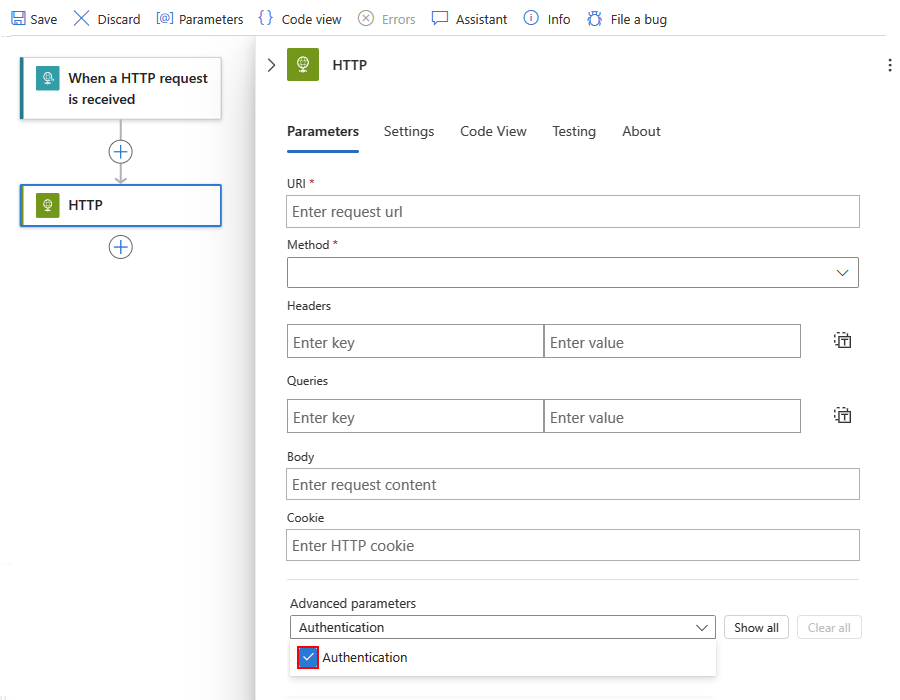 Save Discard Parameters Code view Errors Assistant Info File a bug
When a HTTP request
is received
HTTP
HTTP
Parameters Settings Code View Testing About
URI *
Enter request url
Method *
Headers
Enter key Enter value
Queries
Enter key Enter value
Body
Enter request content
Cookie
Enter HTTP cookie
Advanced parameters
Authentication Show all Clear all
Authentication